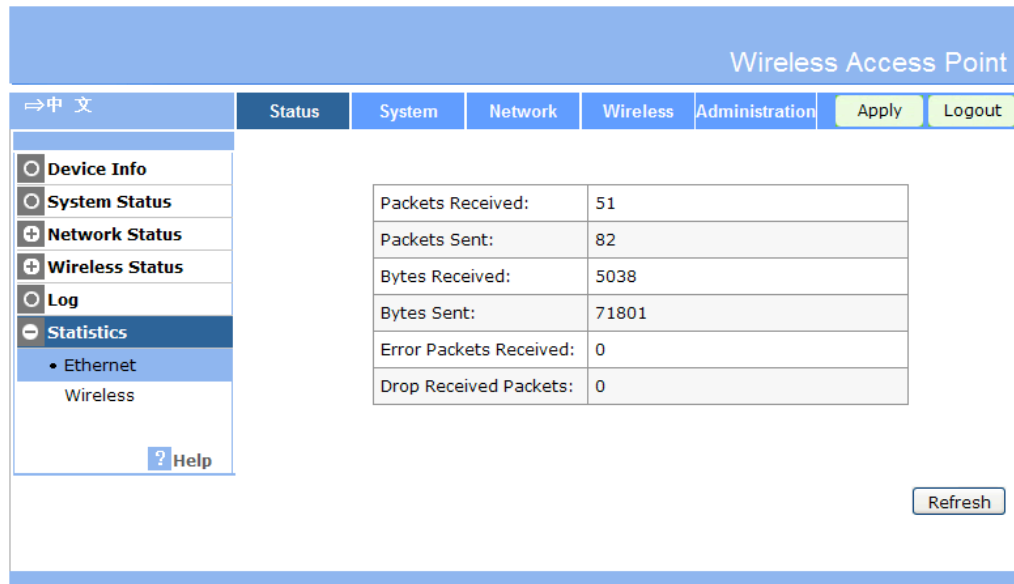 Wireless Access Point
⇒中 文
Status System Network Wireless Administration Apply Logout
Device Info
System Status
Network Status
Wireless Status
Log
Statistics
• Ethernet
Wireless
? Help
Packets Received: 51
Packets Sent: 82
Bytes Received: 5038
Bytes Sent: 71801
Error Packets Received: 0
Drop Received Packets: 0
Refresh